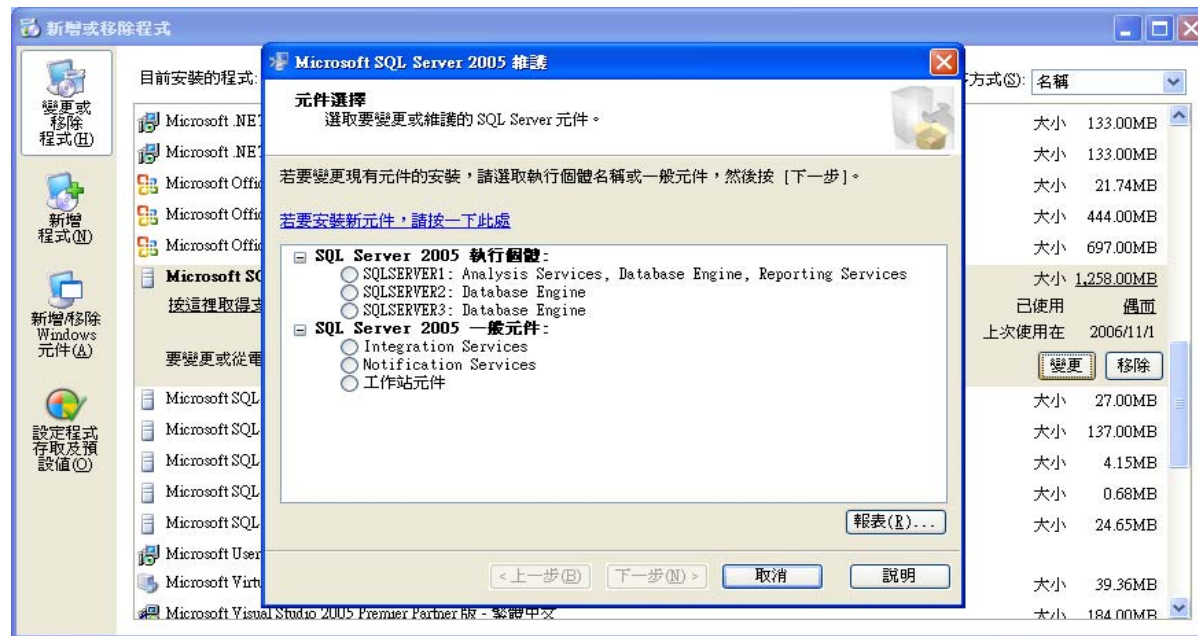 新增或移除程式
變更或
移除
程式(H)
新增
程式(N)
新增/移除
Windows
元件(A)
設定程式
存取及預
設值(O)
目前安裝的程式:
方式(S): 名稱
Microsoft .NET
大小 133.00MB
Microsoft .NET
大小 133.00MB
Microsoft Offic
大小 21.74MB
Microsoft Offic
大小 444.00MB
Microsoft Offic
大小 697.00MB
Microsoft SQ
大小 1,258.00MB
按這裡取得支
已使用 偶而
上次使用在 2006/11/1
要變更或從電
變更 移除
Microsoft SQL
大小 27.00MB
Microsoft SQL
大小 137.00MB
Microsoft SQL
大小 4.15MB
Microsoft SQL
大小 0.68MB
Microsoft SQL
大小 24.65MB
Microsoft User
Microsoft Virtu
大小 39.36MB
Microsoft Visual Studio 2005 Premier Partner 版 - 繁體中文
大小 184.00MB
Microsoft SQL Server 2005 維護
元件選擇
選取要變更或維護的 SQL Server 元件。
若要變更現有元件的安裝，請選取執行個體名稱或一般元件，然後按 [下一步]。
若要安裝新元件，請按一下此處
SQL Server 2005 執行個體:
SQLSERVER1: Analysis Services, Database Engine, Reporting Services
SQLSERVER2: Database Engine
SQLSERVER3: Database Engine
SQL Server 2005 一般元件:
Integration Services
Notification Services
工作站元件
報表(R)...
<上一步(B) 下一步(N)> 取消 說明